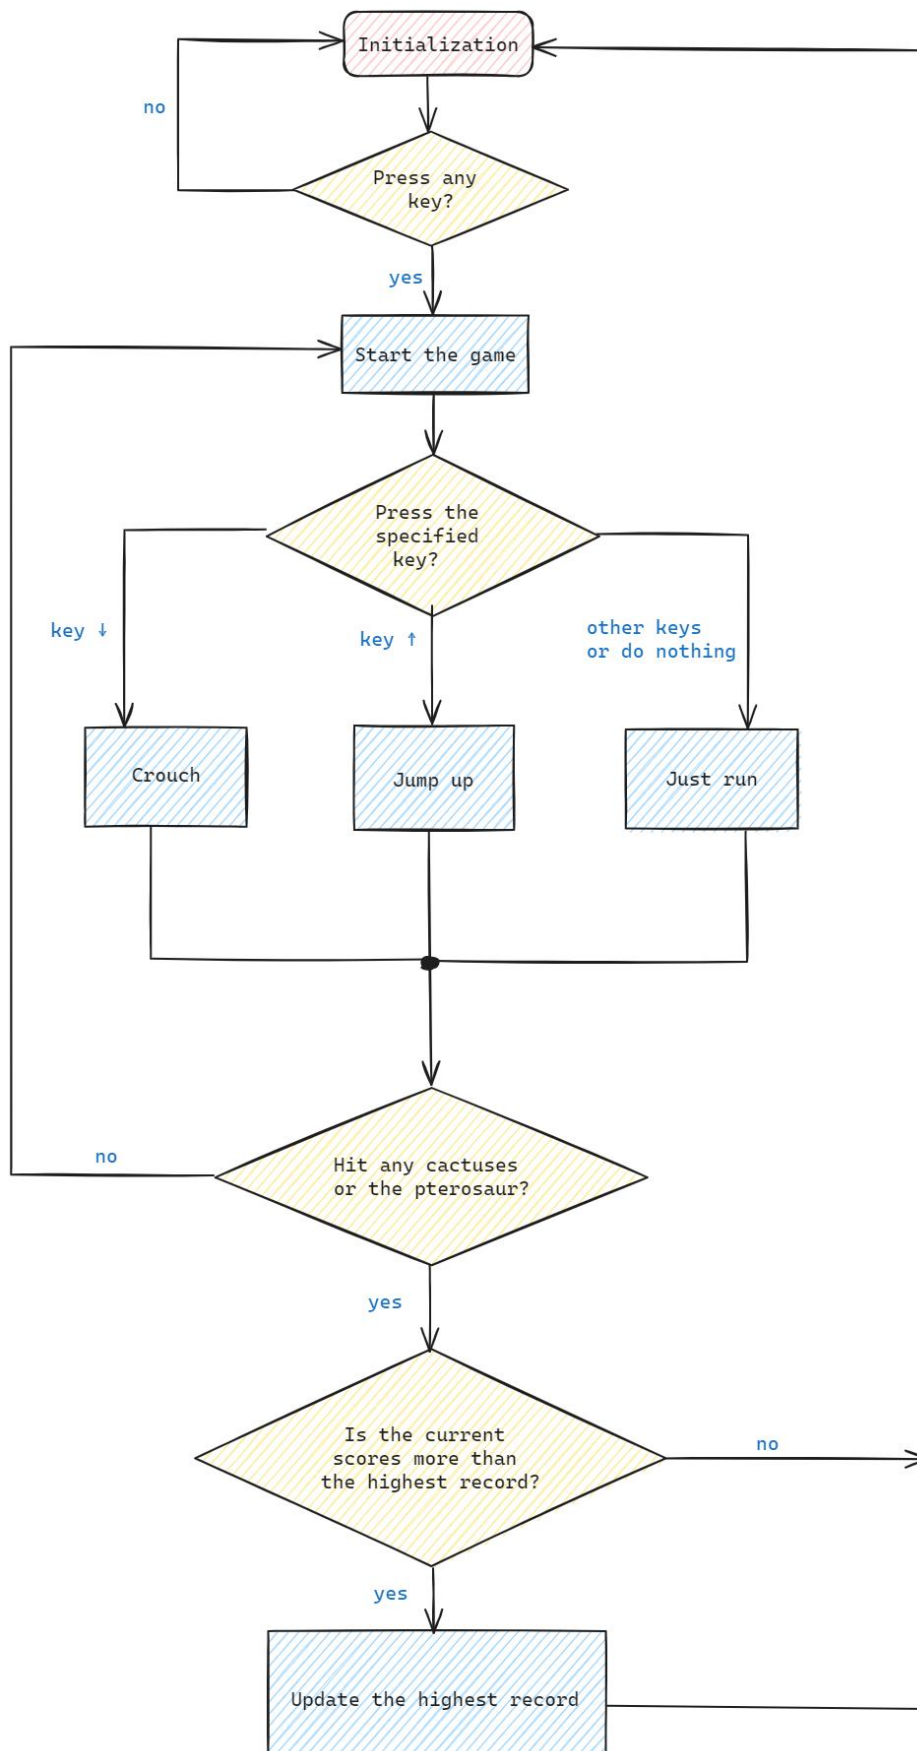 Initialization
no
Press any
key?
yes
Start the game
Press the
specified
key?
key ↓
key ↑
other keys
or do nothing
Crouch
Jump up
Just run
Hit any cactuses
or the pterosaur?
no
yes
Is the current
scores more than
the highest record?
no
yes
Update the highest record